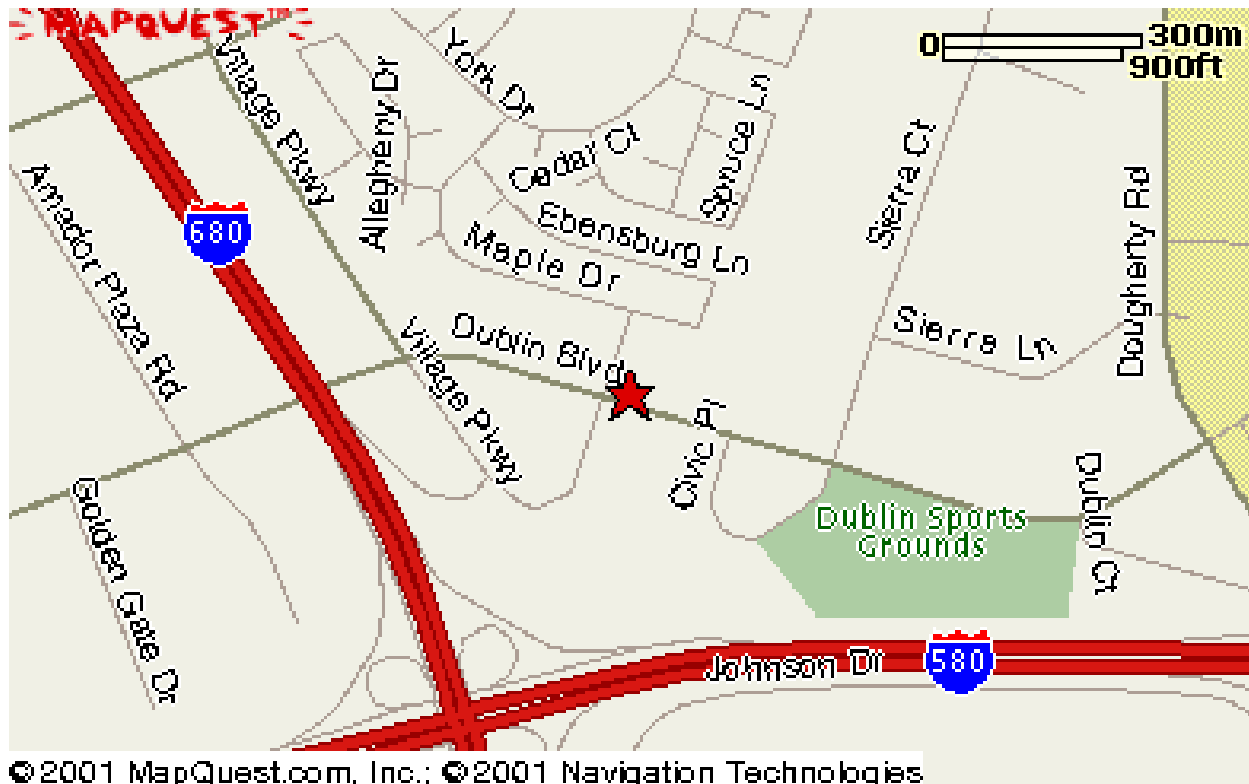 MAPQUEST™
0 300m
900ft
Village Pkwy
York Dr
Allegheny Dr
Cedar Ct
Spruce Ln
Sierra Ct
Dougherty Rd
Amador Plaza Rd
680
Ebensburg Ln
Maple Dr
Dublin Blvd
Sierra Ln
Village Pkwy
Civic Pl
Dublin Ct
Golden Gate Dr
Dublin Sports
Grounds
Johnson Dr
580
©2001 MapQuest.com, Inc.; ©2001 Navigation Technologies